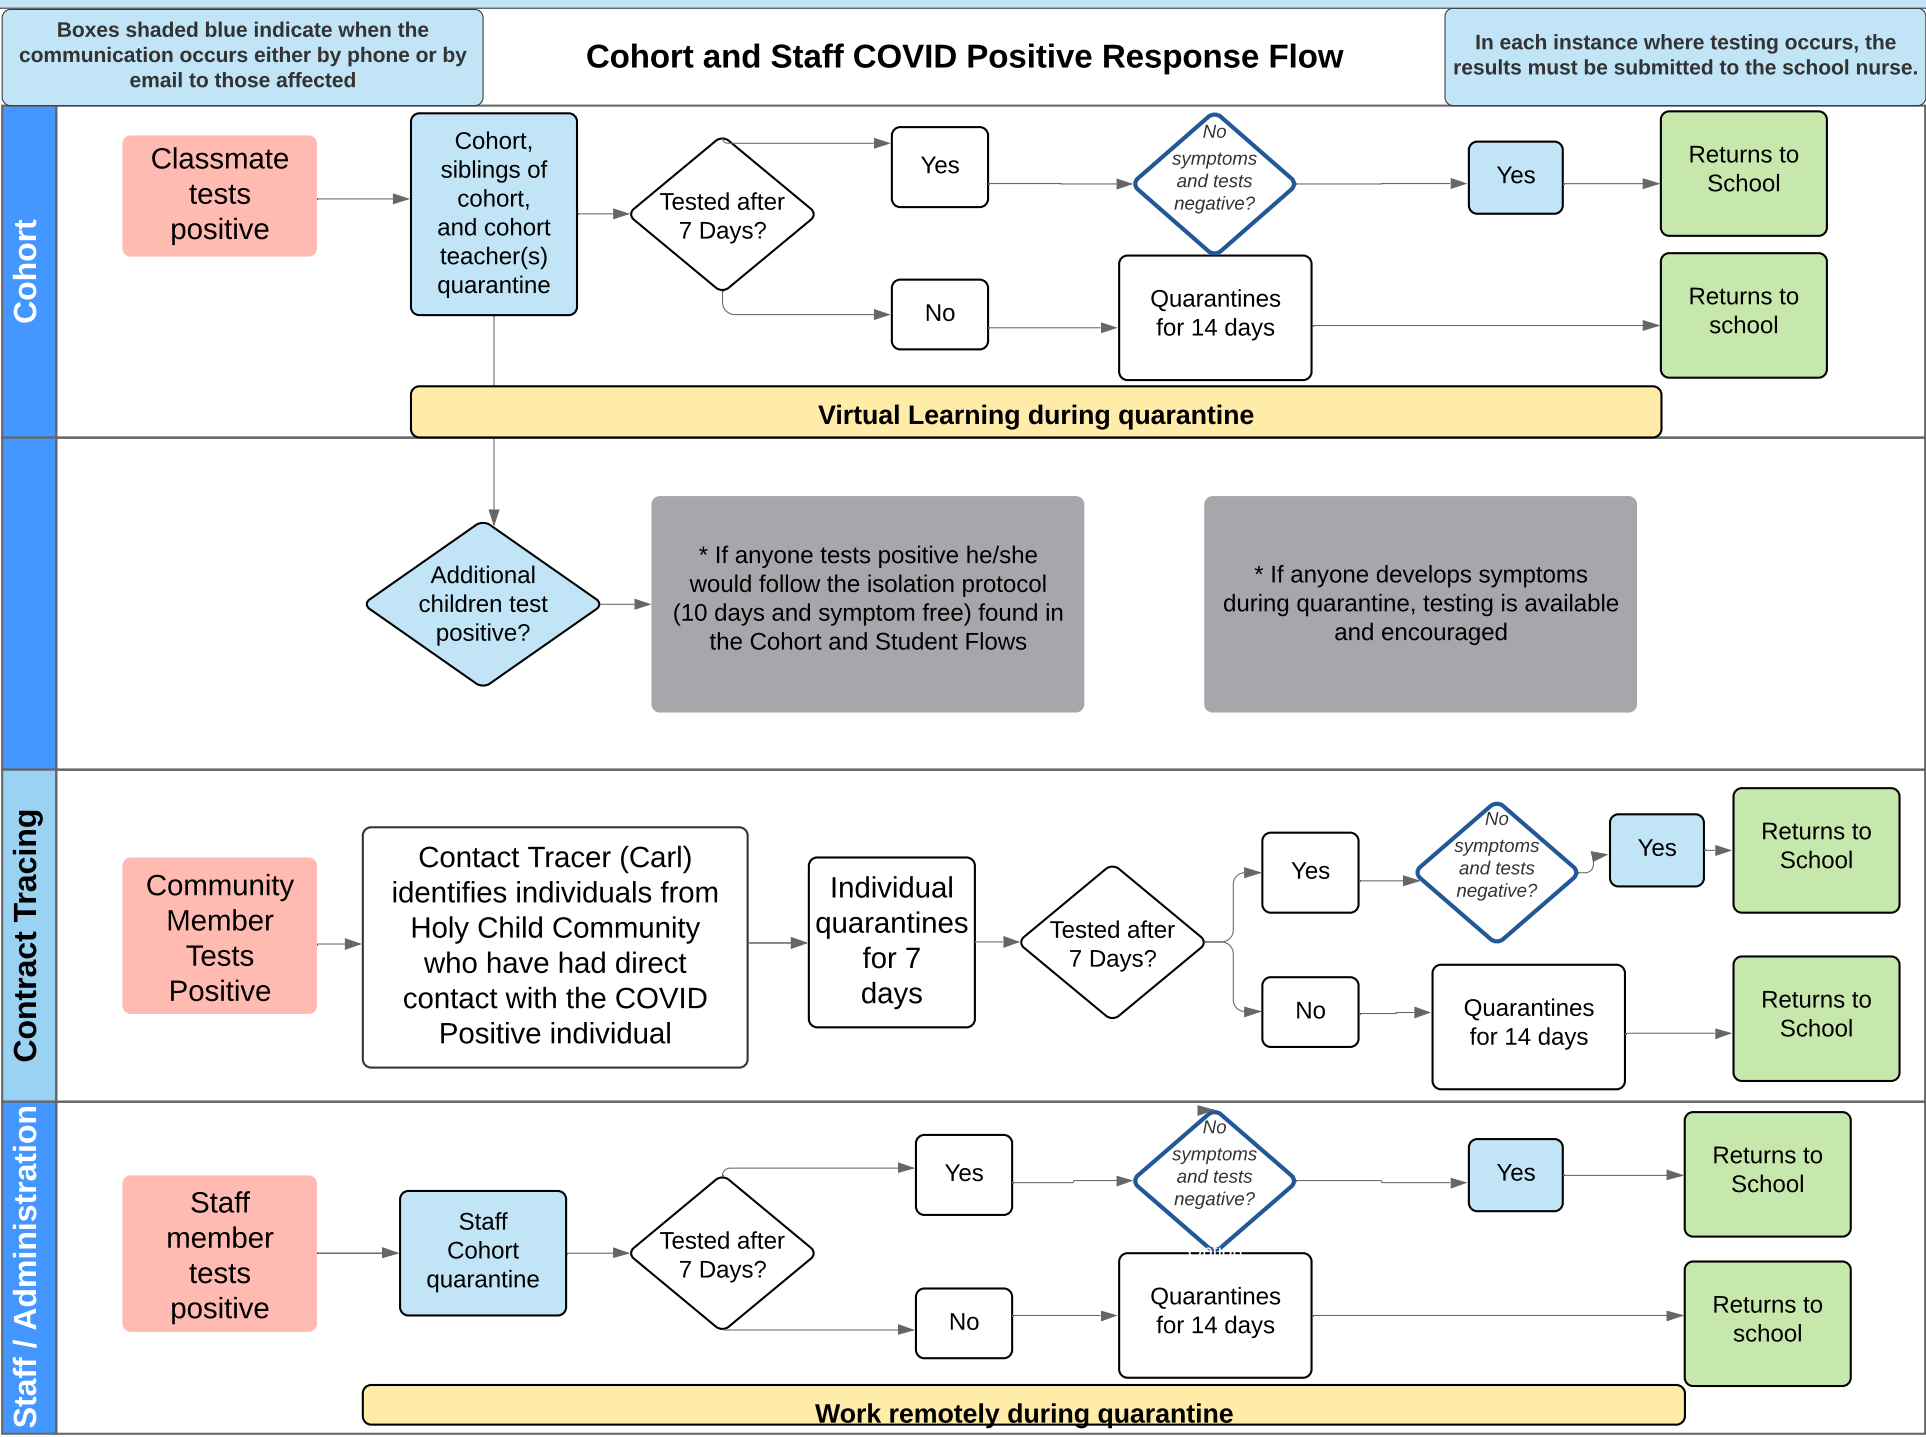 Boxes shaded blue indicate when the
communication occurs either by phone or by
email to those affected
Cohort and Staff COVID Positive Response Flow
In each instance where testing occurs, the
results must be submitted to the school nurse.
Cohort
Classmate
tests
positive
Cohort,
siblings of
cohort,
and cohort
teacher(s)
quarantine
Tested after
7 Days?
Yes
No
symptoms
and tests
negative?
Yes
Returns to
School
No
Quarantines
for 14 days
Returns to
school
Virtual Learning during quarantine
Additional
children test
positive?
* If anyone tests positive he/she
would follow the isolation protocol
(10 days and symptom free) found in
the Cohort and Student Flows
* If anyone develops symptoms
during quarantine, testing is available
and encouraged
Contract Tracing
Community
Member
Tests
Positive
Contact Tracer (Carl)
identifies individuals from
Holy Child Community
who have had direct
contact with the COVID
Positive individual
Individual
quarantines
for 7
days
Tested after
7 Days?
Yes
No
symptoms
and tests
negative?
Yes
Returns to
School
No
Quarantines
for 14 days
Returns to
School
Staff / Administration
Staff
member
tests
positive
Staff
Cohort
quarantine
Tested after
7 Days?
Yes
No
symptoms
and tests
negative?
Yes
Returns to
School
No
Quarantines
for 14 days
Returns to
school
Work remotely during quarantine